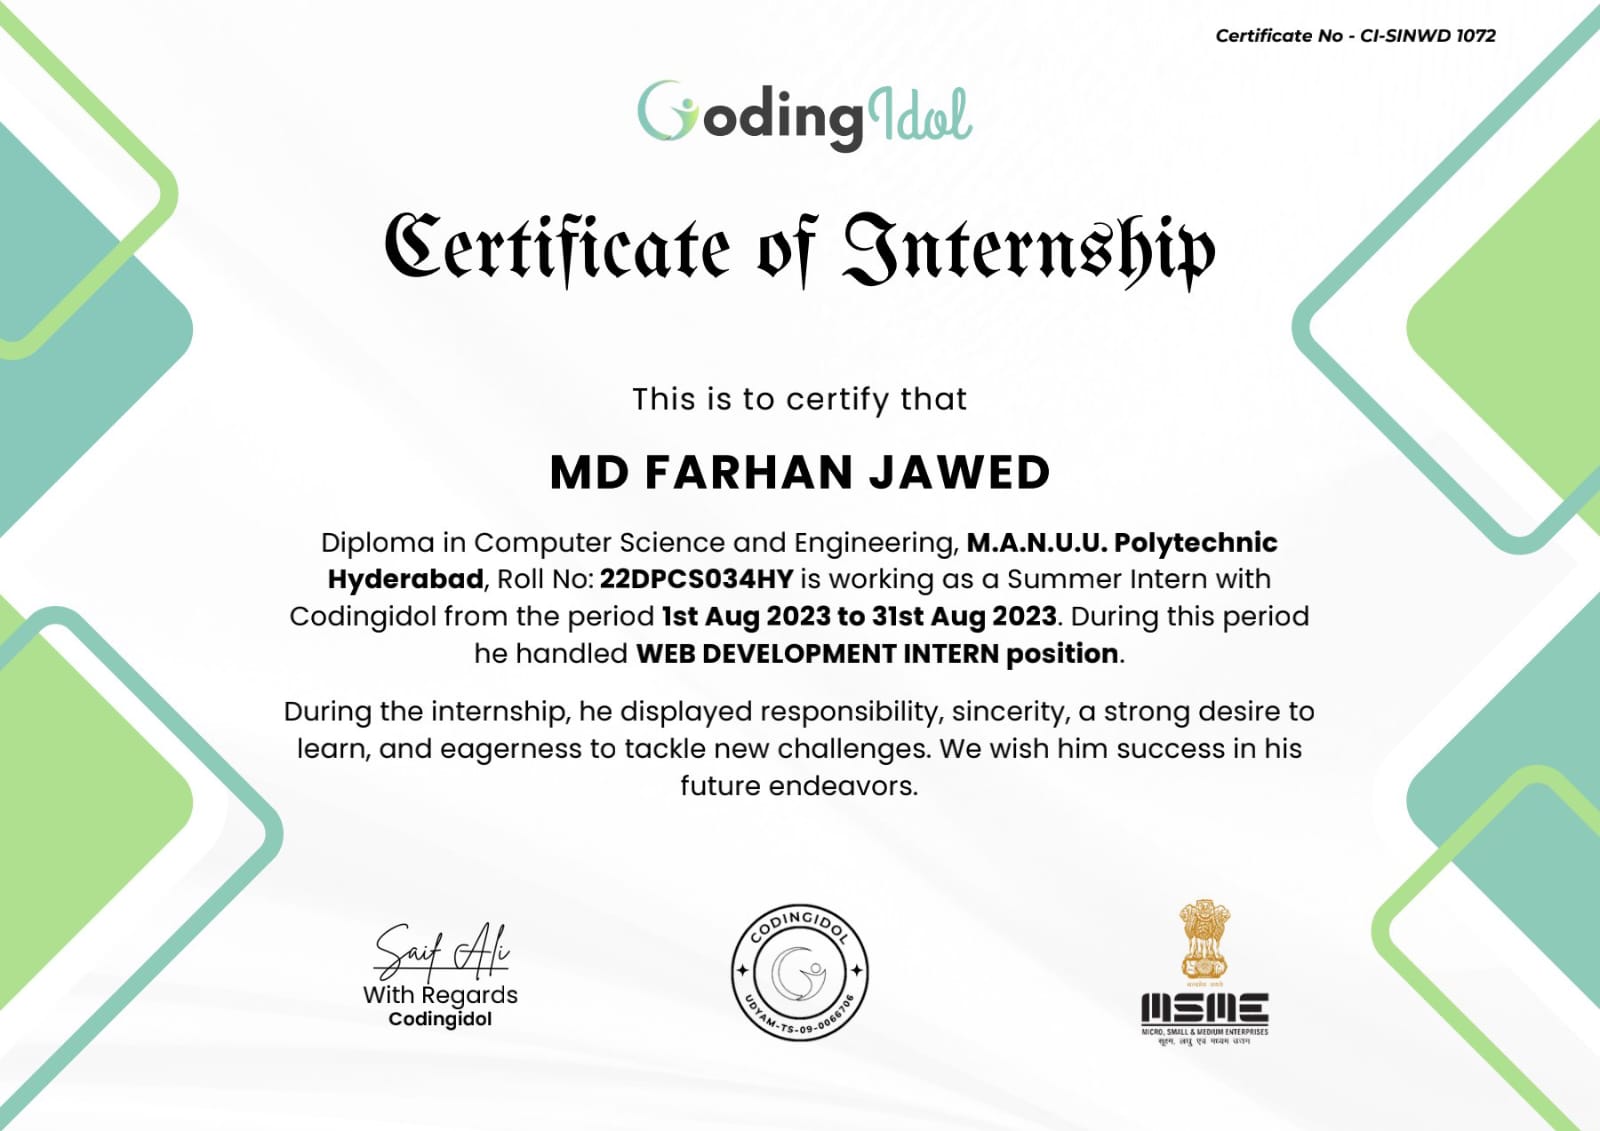 Certificate No - CI-SINWD 1072
CodingIdol
Certificate of Internship
This is to certify that
MD FARHAN JAWED
Diploma in Computer Science and Engineering, M.A.N.U.U. Polytechnic
Hyderabad, Roll No: 22DPCS034HY is working as a Summer Intern with
Codingidol from the period 1st Aug 2023 to 31st Aug 2023. During this period
he handled WEB DEVELOPMENT INTERN position.
During the internship, he displayed responsibility, sincerity, a strong desire to
learn, and eagerness to tackle new challenges. We wish him success in his
future endeavors.
Saif Ali
With Regards
Codingidol
CODINGIDOL
UDYAM-TS-09-0066706
सत्यमेव जयते
MSME
MICRO, SMALL & MEDIUM ENTERPRISES
सूक्ष्म, लघु एवं मध्यम उद्यम